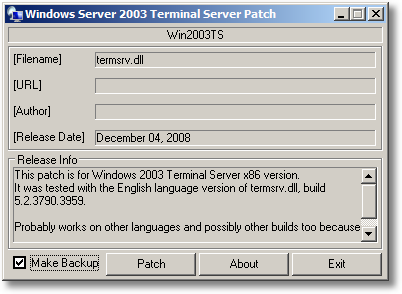 Windows Server 2003 Terminal Server Patch
Win2003TS
[Filename] termsrv.dll
[URL]
[Author]
[Release Date] December 04, 2008
Release Info
This patch is for Windows 2003 Terminal Server x86 version.
It was tested with the English language version of termsrv.dll, build
5.2.3790.3959.
Probably works on other languages and possibly other builds too because
Make Backup Patch About Exit